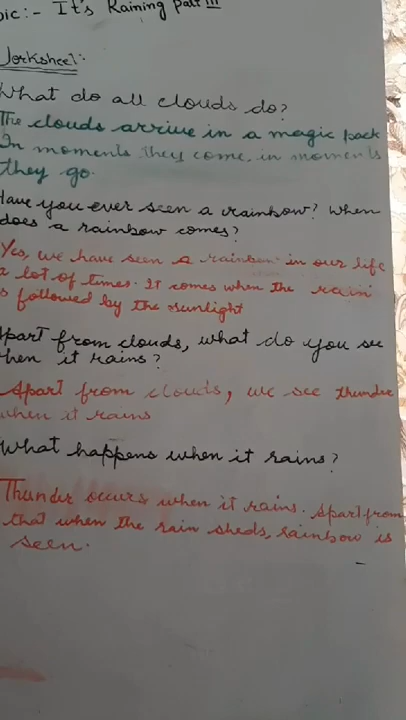 ic:- It's Raining part III
Worksheet:
What do all clouds do?
The clouds arrive in a magic pack
In moments they come, in moments
they go.
Have you ever seen a rainbow? When
does a rainbow comes?
Yes, we have seen a rainbow in our life
a lot of times. It comes when the rain
is followed by the sunlight
Apart from clouds, what do you see
when it rains?
Apart from clouds, we see thunder
when it rains
What happens when it rains?
Thunder occurs when it rains. Apart from
that when the rain sheds, rainbow is
seen.